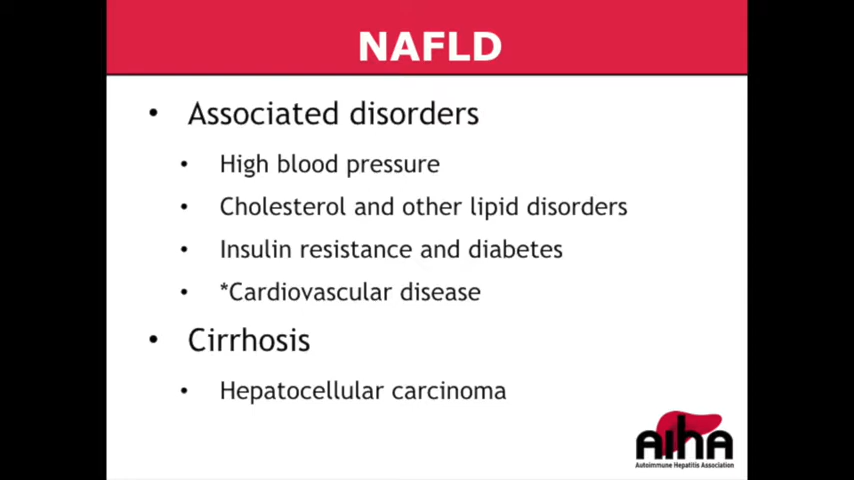 NAFLD
• Associated disorders
• High blood pressure
• Cholesterol and other lipid disorders
• Insulin resistance and diabetes
• *Cardiovascular disease
• Cirrhosis
• Hepatocellular carcinoma
AIHA
Autoimmune Hepatitis Association